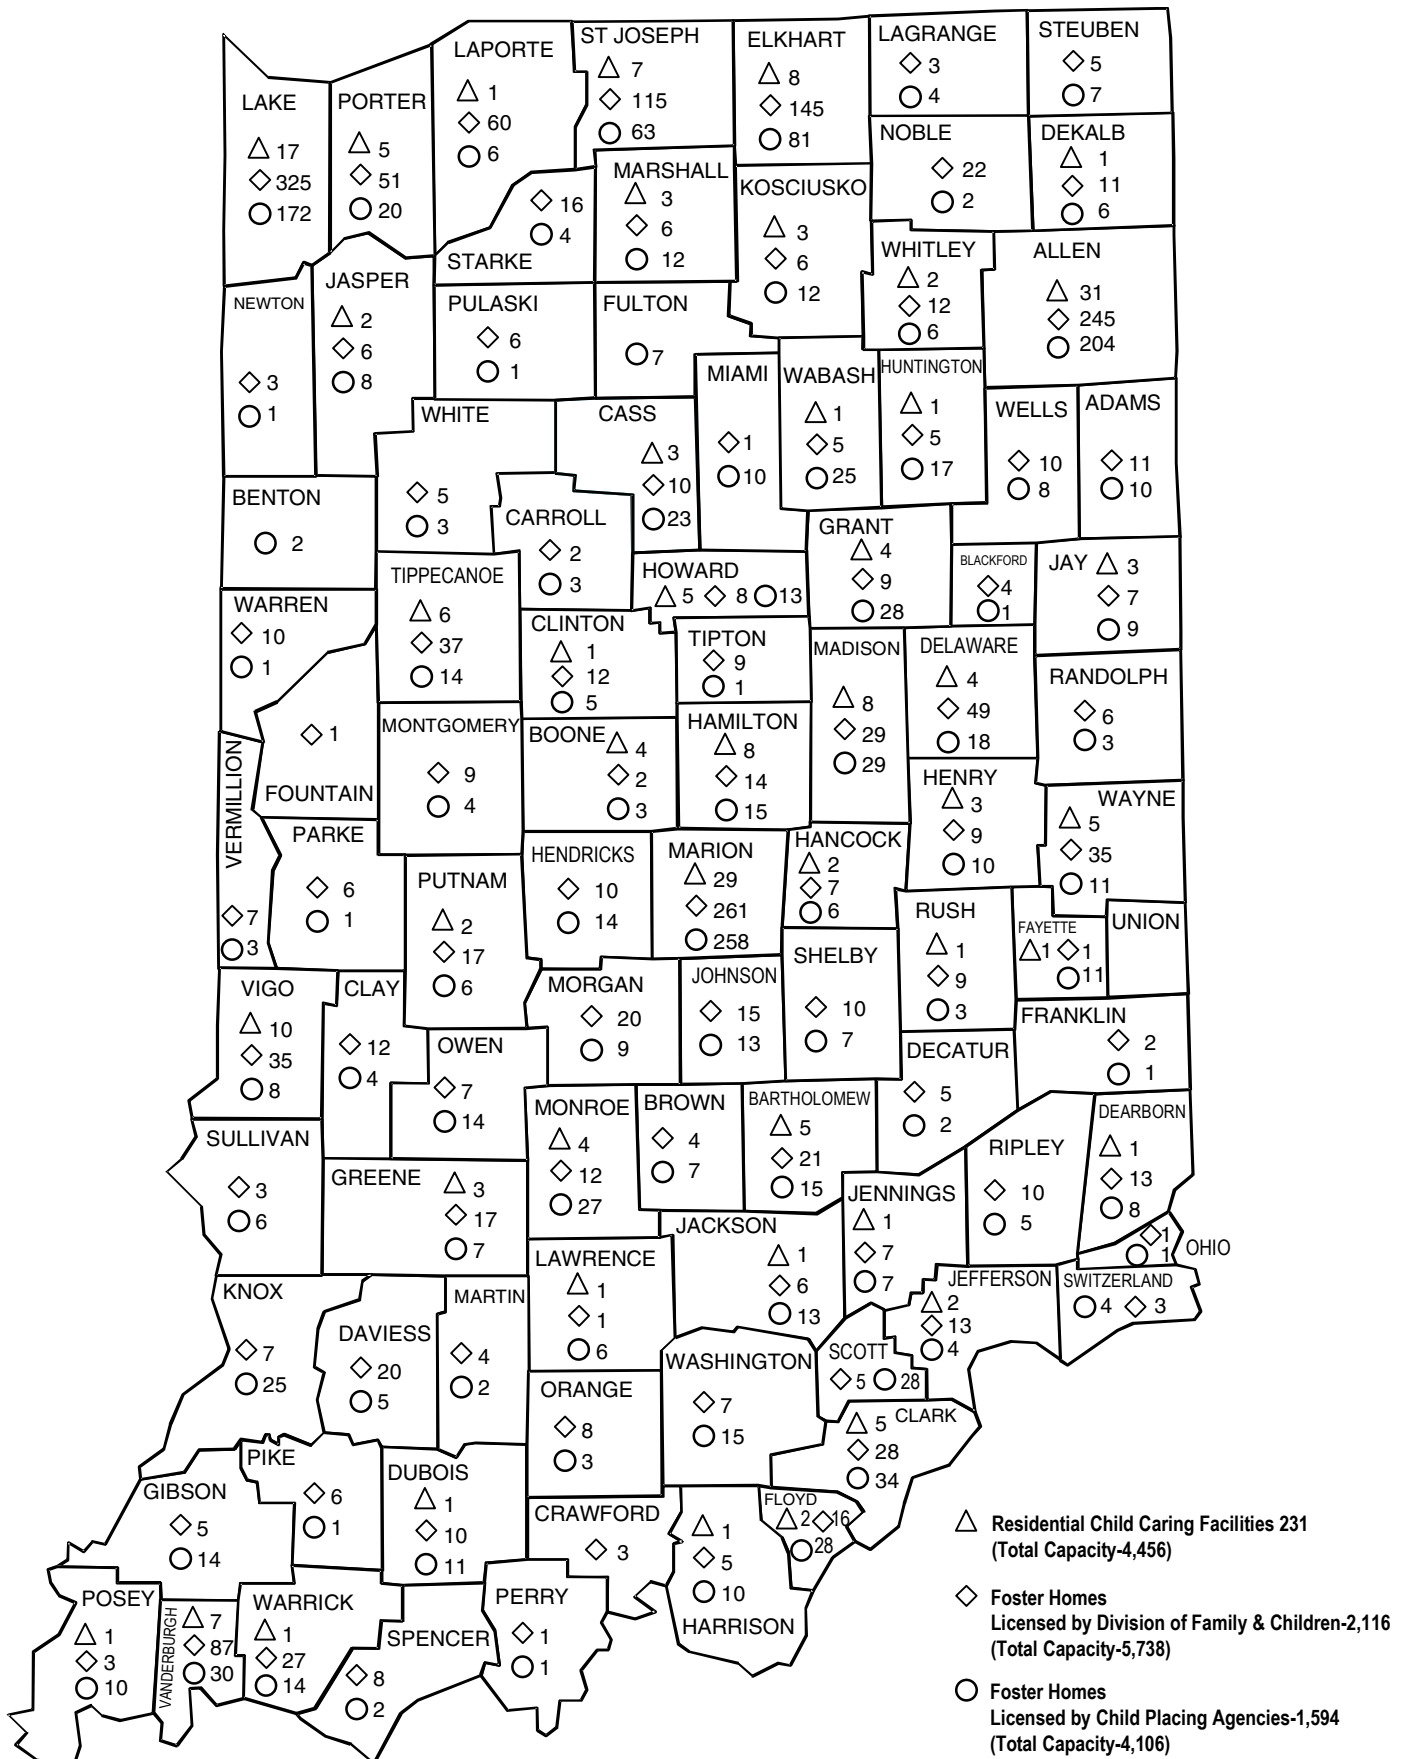 LAKE
△ 17
◇ 325
○ 172
PORTER
△ 5
◇ 51
○ 20
LAPORTE
△ 1
◇ 60
○ 6
ST JOSEPH
△ 7
◇ 115
○ 63
ELKHART
△ 8
◇ 145
○ 81
LAGRANGE
◇ 3
○ 4
STEUBEN
◇ 5
○ 7
NOBLE
◇ 22
○ 2
DEKALB
△ 1
◇ 11
○ 6
◇ 16
○ 4
STARKE
MARSHALL
△ 3
◇ 6
○ 12
KOSCIUSKO
△ 3
◇ 6
○ 12
WHITLEY
△ 2
◇ 12
○ 6
ALLEN
△ 31
◇ 245
○ 204
NEWTON
◇ 3
○ 1
JASPER
△ 2
◇ 6
○ 8
PULASKI
◇ 6
○ 1
FULTON
○ 7
MIAMI
◇ 1
○ 10
WABASH
△ 1
◇ 5
○ 25
HUNTINGTON
△ 1
◇ 5
○ 17
WELLS
◇ 10
○ 8
ADAMS
◇ 11
○ 10
WHITE
◇ 5
○ 3
CASS
△ 3
◇ 10
○ 23
BENTON
○ 2
CARROLL
◇ 2
○ 3
HOWARD
△ 5 ◇ 8 ○ 13
GRANT
△ 4
◇ 9
○ 28
BLACKFORD
◇ 4
○ 1
JAY △ 3
◇ 7
○ 9
WARREN
◇ 10
○ 1
TIPPECANOE
△ 6
◇ 37
○ 14
CLINTON
△ 1
◇ 12
○ 5
TIPTON
◇ 9
○ 1
MADISON
△ 8
◇ 29
○ 29
DELAWARE
△ 4
◇ 49
○ 18
RANDOLPH
◇ 6
○ 3
◇ 1
FOUNTAIN
MONTGOMERY
◇ 9
○ 4
BOONE △ 4
◇ 2
○ 3
HAMILTON
△ 8
◇ 14
○ 15
HENRY
△ 3
◇ 9
○ 10
WAYNE
△ 5
◇ 35
○ 11
VERMILLION
◇ 7
○ 3
PARKE
◇ 6
○ 1
PUTNAM
△ 2
◇ 17
○ 6
HENDRICKS
◇ 10
○ 14
MARION
△ 29
◇ 261
○ 258
HANCOCK
△ 2
◇ 7
○ 6
RUSH
△ 1
◇ 9
○ 3
FAYETTE
△ 1 ◇ 1
○ 11
UNION
VIGO
△ 10
◇ 35
○ 8
CLAY
◇ 12
○ 4
OWEN
◇ 7
○ 14
MORGAN
◇ 20
○ 9
JOHNSON
◇ 15
○ 13
SHELBY
◇ 10
○ 7
FRANKLIN
◇ 2
○ 1
DECATUR
◇ 5
○ 2
SULLIVAN
◇ 3
○ 6
GREENE △ 3
◇ 17
○ 7
MONROE
△ 4
◇ 12
○ 27
BROWN
◇ 4
○ 7
BARTHOLOMEW
△ 5
◇ 21
○ 15
RIPLEY
◇ 10
○ 5
DEARBORN
△ 1
◇ 13
○ 8
JENNINGS
△ 1
◇ 7
○ 7
JACKSON
△ 1
◇ 6
○ 13
◇ 1
○ 1 OHIO
LAWRENCE
△ 1
◇ 1
○ 6
JEFFERSON
△ 2
◇ 13
○ 4
SWITZERLAND
○ 4 ◇ 3
KNOX
◇ 7
○ 25
DAVIESS
◇ 20
○ 5
MARTIN
◇ 4
○ 2
ORANGE
◇ 8
○ 3
WASHINGTON
◇ 7
○ 15
SCOTT
◇ 5 ○ 28
△ 5 CLARK
◇ 28
○ 34
GIBSON
◇ 5
○ 14
PIKE
◇ 6
○ 1
DUBOIS
△ 1
◇ 10
○ 11
CRAWFORD
◇ 3
△ 1
◇ 5
○ 10
HARRISON
FLOYD
△ 2 ◇ 16
○ 28
POSEY
△ 1
◇ 3
○ 10
VANDERBURGH
△ 7
◇ 87
○ 30
WARRICK
△ 1
◇ 27
○ 14
SPENCER
◇ 8
○ 2
PERRY
◇ 1
○ 1
△ Residential Child Caring Facilities 231
(Total Capacity-4,456)
◇ Foster Homes
Licensed by Division of Family & Children-2,116
(Total Capacity-5,738)
○ Foster Homes
Licensed by Child Placing Agencies-1,594
(Total Capacity-4,106)